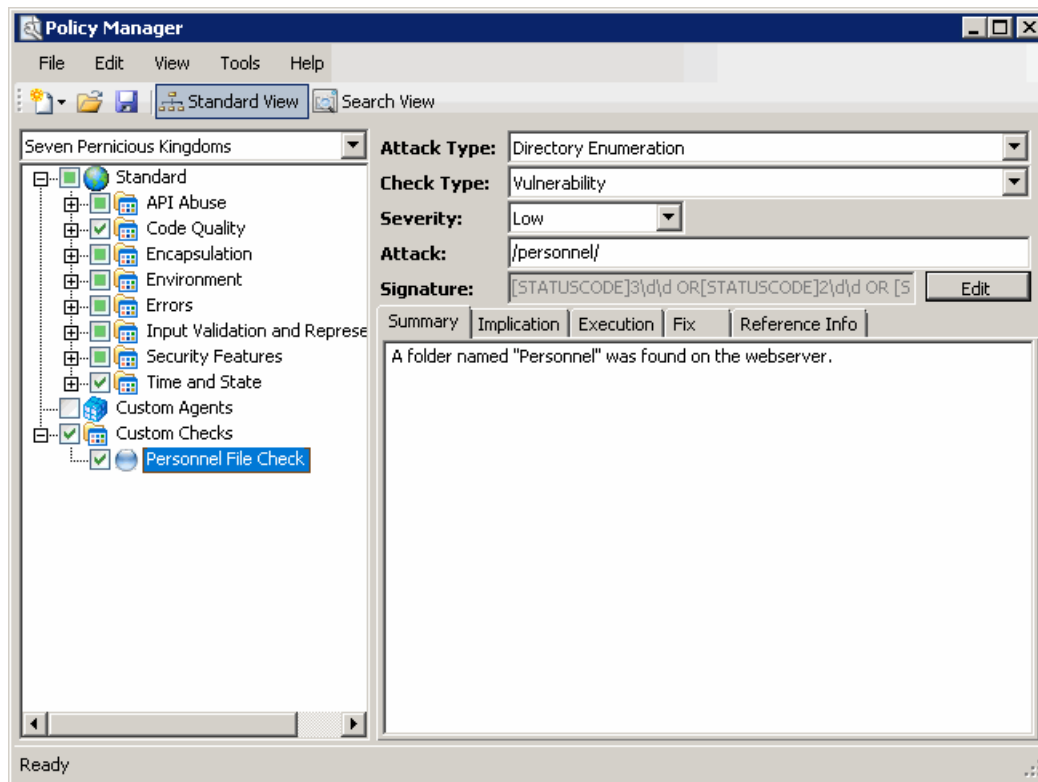 Policy Manager
File Edit View Tools Help
Standard View Search View
Seven Pernicious Kingdoms
Standard
API Abuse
Code Quality
Encapsulation
Environment
Errors
Input Validation and Represe
Security Features
Time and State
Custom Agents
Custom Checks
Personnel File Check
Attack Type: Directory Enumeration
Check Type: Vulnerability
Severity: Low
Attack: /personnel/
Signature: [STATUSCODE]3\d\d OR[STATUSCODE]2\d\d OR [S Edit
Summary Implication Execution Fix Reference Info
A folder named "Personnel" was found on the webserver.
Ready